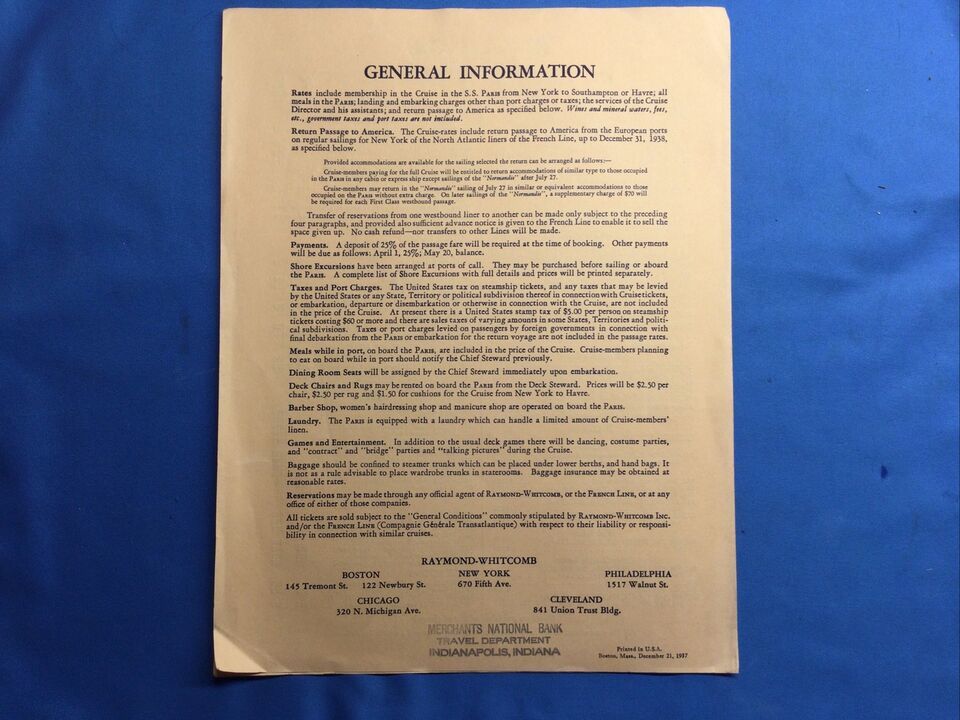 GENERAL INFORMATION
Rates include membership in the Cruise in the S.S. PARIS from New York to Southampton or Havre; all
meals in the PARIS; landing and embarking charges other than port charges or taxes; the services of the Cruise
Director and his assistants; and return passage to America as specified below. Wines and mineral waters, fees,
etc., government taxes and port taxes are not included.
Return Passage to America. The Cruise-rates include return passage to America from the European ports
on regular sailings for New York of the North Atlantic liners of the French Line, up to December 31, 1938,
as specified below.
Provided accommodations are available for the sailing selected the return can be arranged as follows:—
Cruise-members paying for the full Cruise will be entitled to return accommodations of similar type to those occupied
in the PARIS in any cabin or express ship except sailings of the "Normandie" after July 27.
Cruise-members may return in the "Normandie" sailing of July 27 in similar or equivalent accommodations to those
occupied on the PARIS without extra charge. On later sailings of the "Normandie", a supplementary charge of $70 will
be required for each First Class westbound passage.
Transfer of reservations from one westbound liner to another can be made only subject to the preceding
four paragraphs, and provided also sufficient advance notice is given to the French Line to enable it to sell the
space given up. No cash refund—nor transfers to other Lines will be made.
Payments. A deposit of 25% of the passage fare will be required at the time of booking. Other payments
will be due as follows: April 1, 25%; May 20, balance.
Shore Excursions have been arranged at ports of call. They may be purchased before sailing or aboard
the PARIS. A complete list of Shore Excursions with full details and prices will be printed separately.
Taxes and Port Charges. The United States tax on steamship tickets, and any taxes that may be levied
by the United States or any State, Territory or political subdivision thereof in connection with Cruise tickets,
or embarkation, departure or disembarkation or otherwise in connection with the Cruise, are not included
in the price of the Cruise. At present there is a United States stamp tax of $5.00 per person on steamship
tickets costing $60 or more and there are sales taxes of varying amounts in some States, Territories and politi-
cal subdivisions. Taxes or port charges levied on passengers by foreign governments in connection with
final debarkation from the PARIS or embarkation for the return voyage are not included in the passage rates.
Meals while in port, on board the PARIS, are included in the price of the Cruise. Cruise-members planning
to eat on board while in port should notify the Chief Steward previously.
Dining Room Seats will be assigned by the Chief Steward immediately upon embarkation.
Deck Chairs and Rugs may be rented on board the PARIS from the Deck Steward. Prices will be $2.50 per
chair, $2.50 per rug and $1.50 for cushions for the Cruise from New York to Havre.
Barber Shop, women's hairdressing shop and manicure shop are operated on board the PARIS.
Laundry. The PARIS is equipped with a laundry which can handle a limited amount of Cruise-members'
linen.
Games and Entertainment. In addition to the usual deck games there will be dancing, costume parties,
and "contract" and "bridge" parties and "talking pictures" during the Cruise.
Baggage should be confined to steamer trunks which can be placed under lower berths, and hand bags. It
is not as a rule advisable to place wardrobe trunks in staterooms. Baggage insurance may be obtained at
reasonable rates.
Reservations may be made through any official agent of RAYMOND-WHITCOMB, or the FRENCH LINE, or at any
office of either of those companies.
All tickets are sold subject to the "General Conditions" commonly stipulated by RAYMOND-WHITCOMB INC.
and/or the FRENCH LINE (Compagnie Générale Transatlantique) with respect to their liability or responsi-
bility in connection with similar cruises.
RAYMOND-WHITCOMB
BOSTON NEW YORK PHILADELPHIA
145 Tremont St. 122 Newbury St. 670 Fifth Ave. 1517 Walnut St.
CHICAGO CLEVELAND
320 N. Michigan Ave. 841 Union Trust Bldg.
MERCHANTS NATIONAL BANK
TRAVEL DEPARTMENT
INDIANAPOLIS, INDIANA
Printed in U.S.A.
Boston, Mass., December 21, 1937